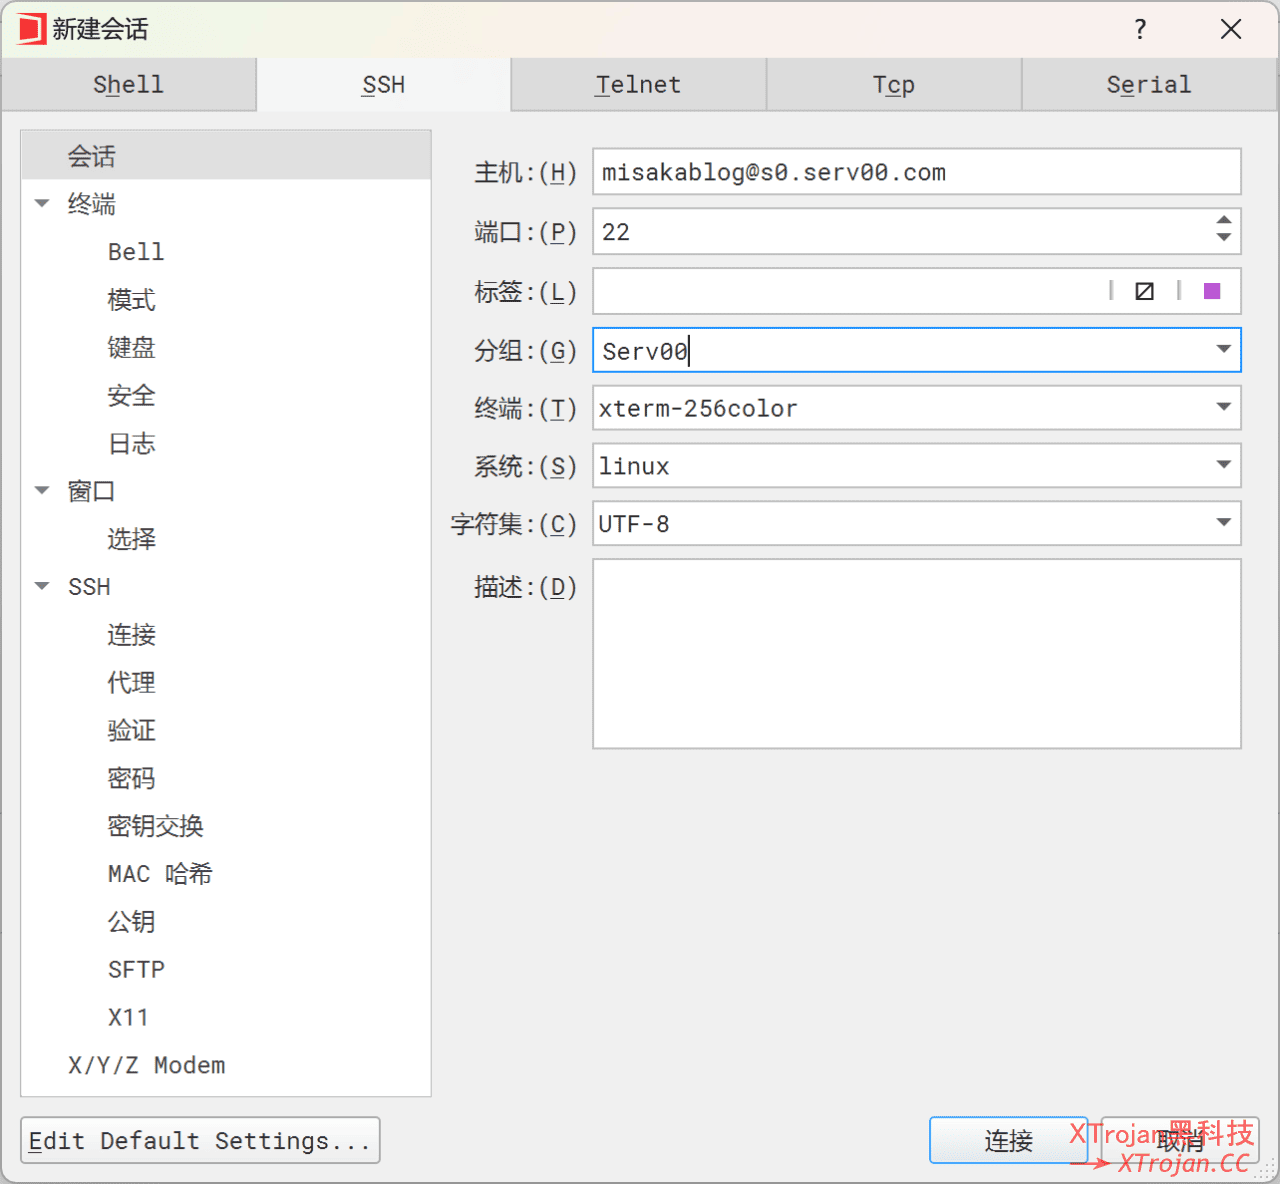 新建会话
?
Shell
SSH
Telnet
Tcp
Serial
会话
终端
Bell
模式
键盘
安全
日志
窗口
选择
SSH
连接
代理
验证
密码
密钥交换
MAC 哈希
公钥
SFTP
X11
X/Y/Z Modem
主机:(H) misakablog@s0.serv00.com
端口:(P) 22
标签:(L)
分组:(G) Serv00
终端:(T) xterm-256color
系统:(S) linux
字符集:(C) UTF-8
描述:(D)
Edit Default Settings...
连接
取消
XTrojan黑科技
XTrojan.CC